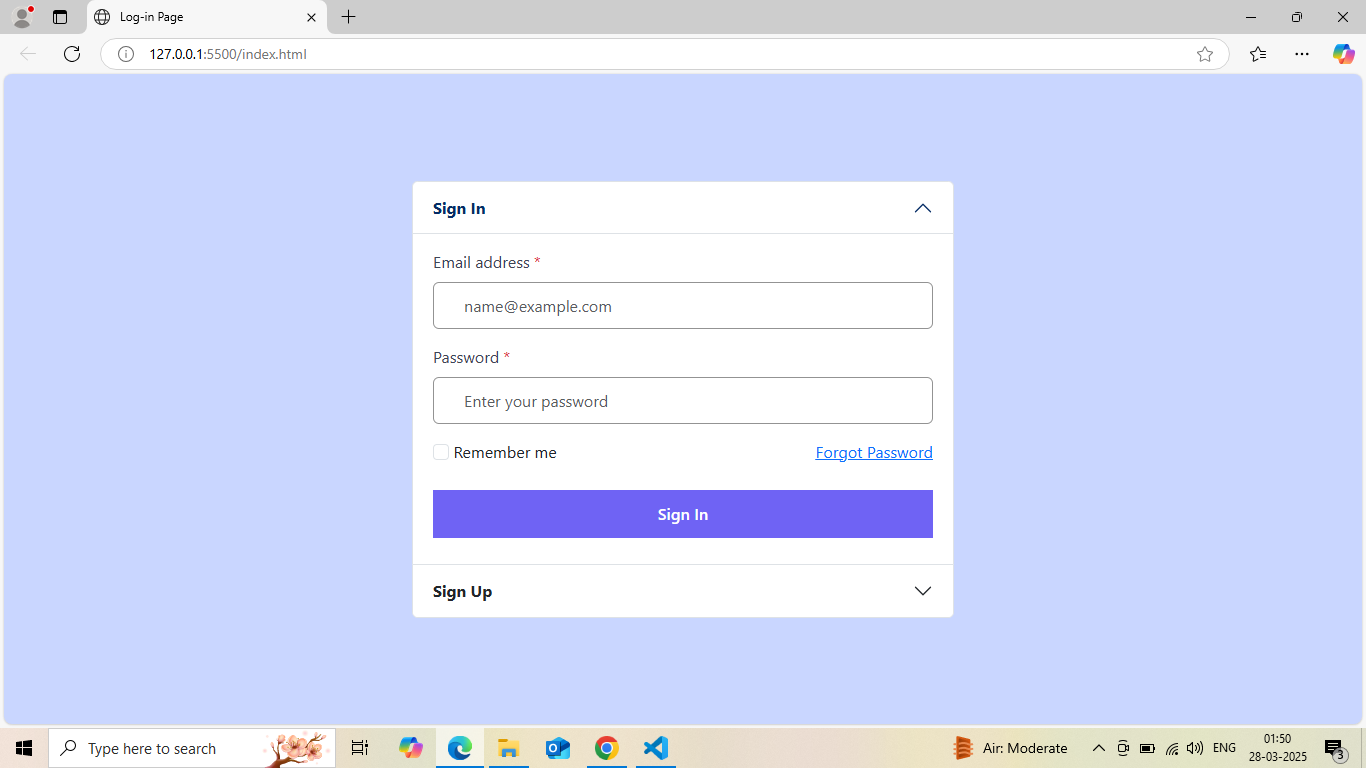 Log-in Page
127.0.0.1:5500/index.html
Sign In
Email address *
name@example.com
Password *
Enter your password
Remember me Forgot Password
Sign In
Sign Up
Type here to search
Air: Moderate
ENG
01:50
28-03-2025
3